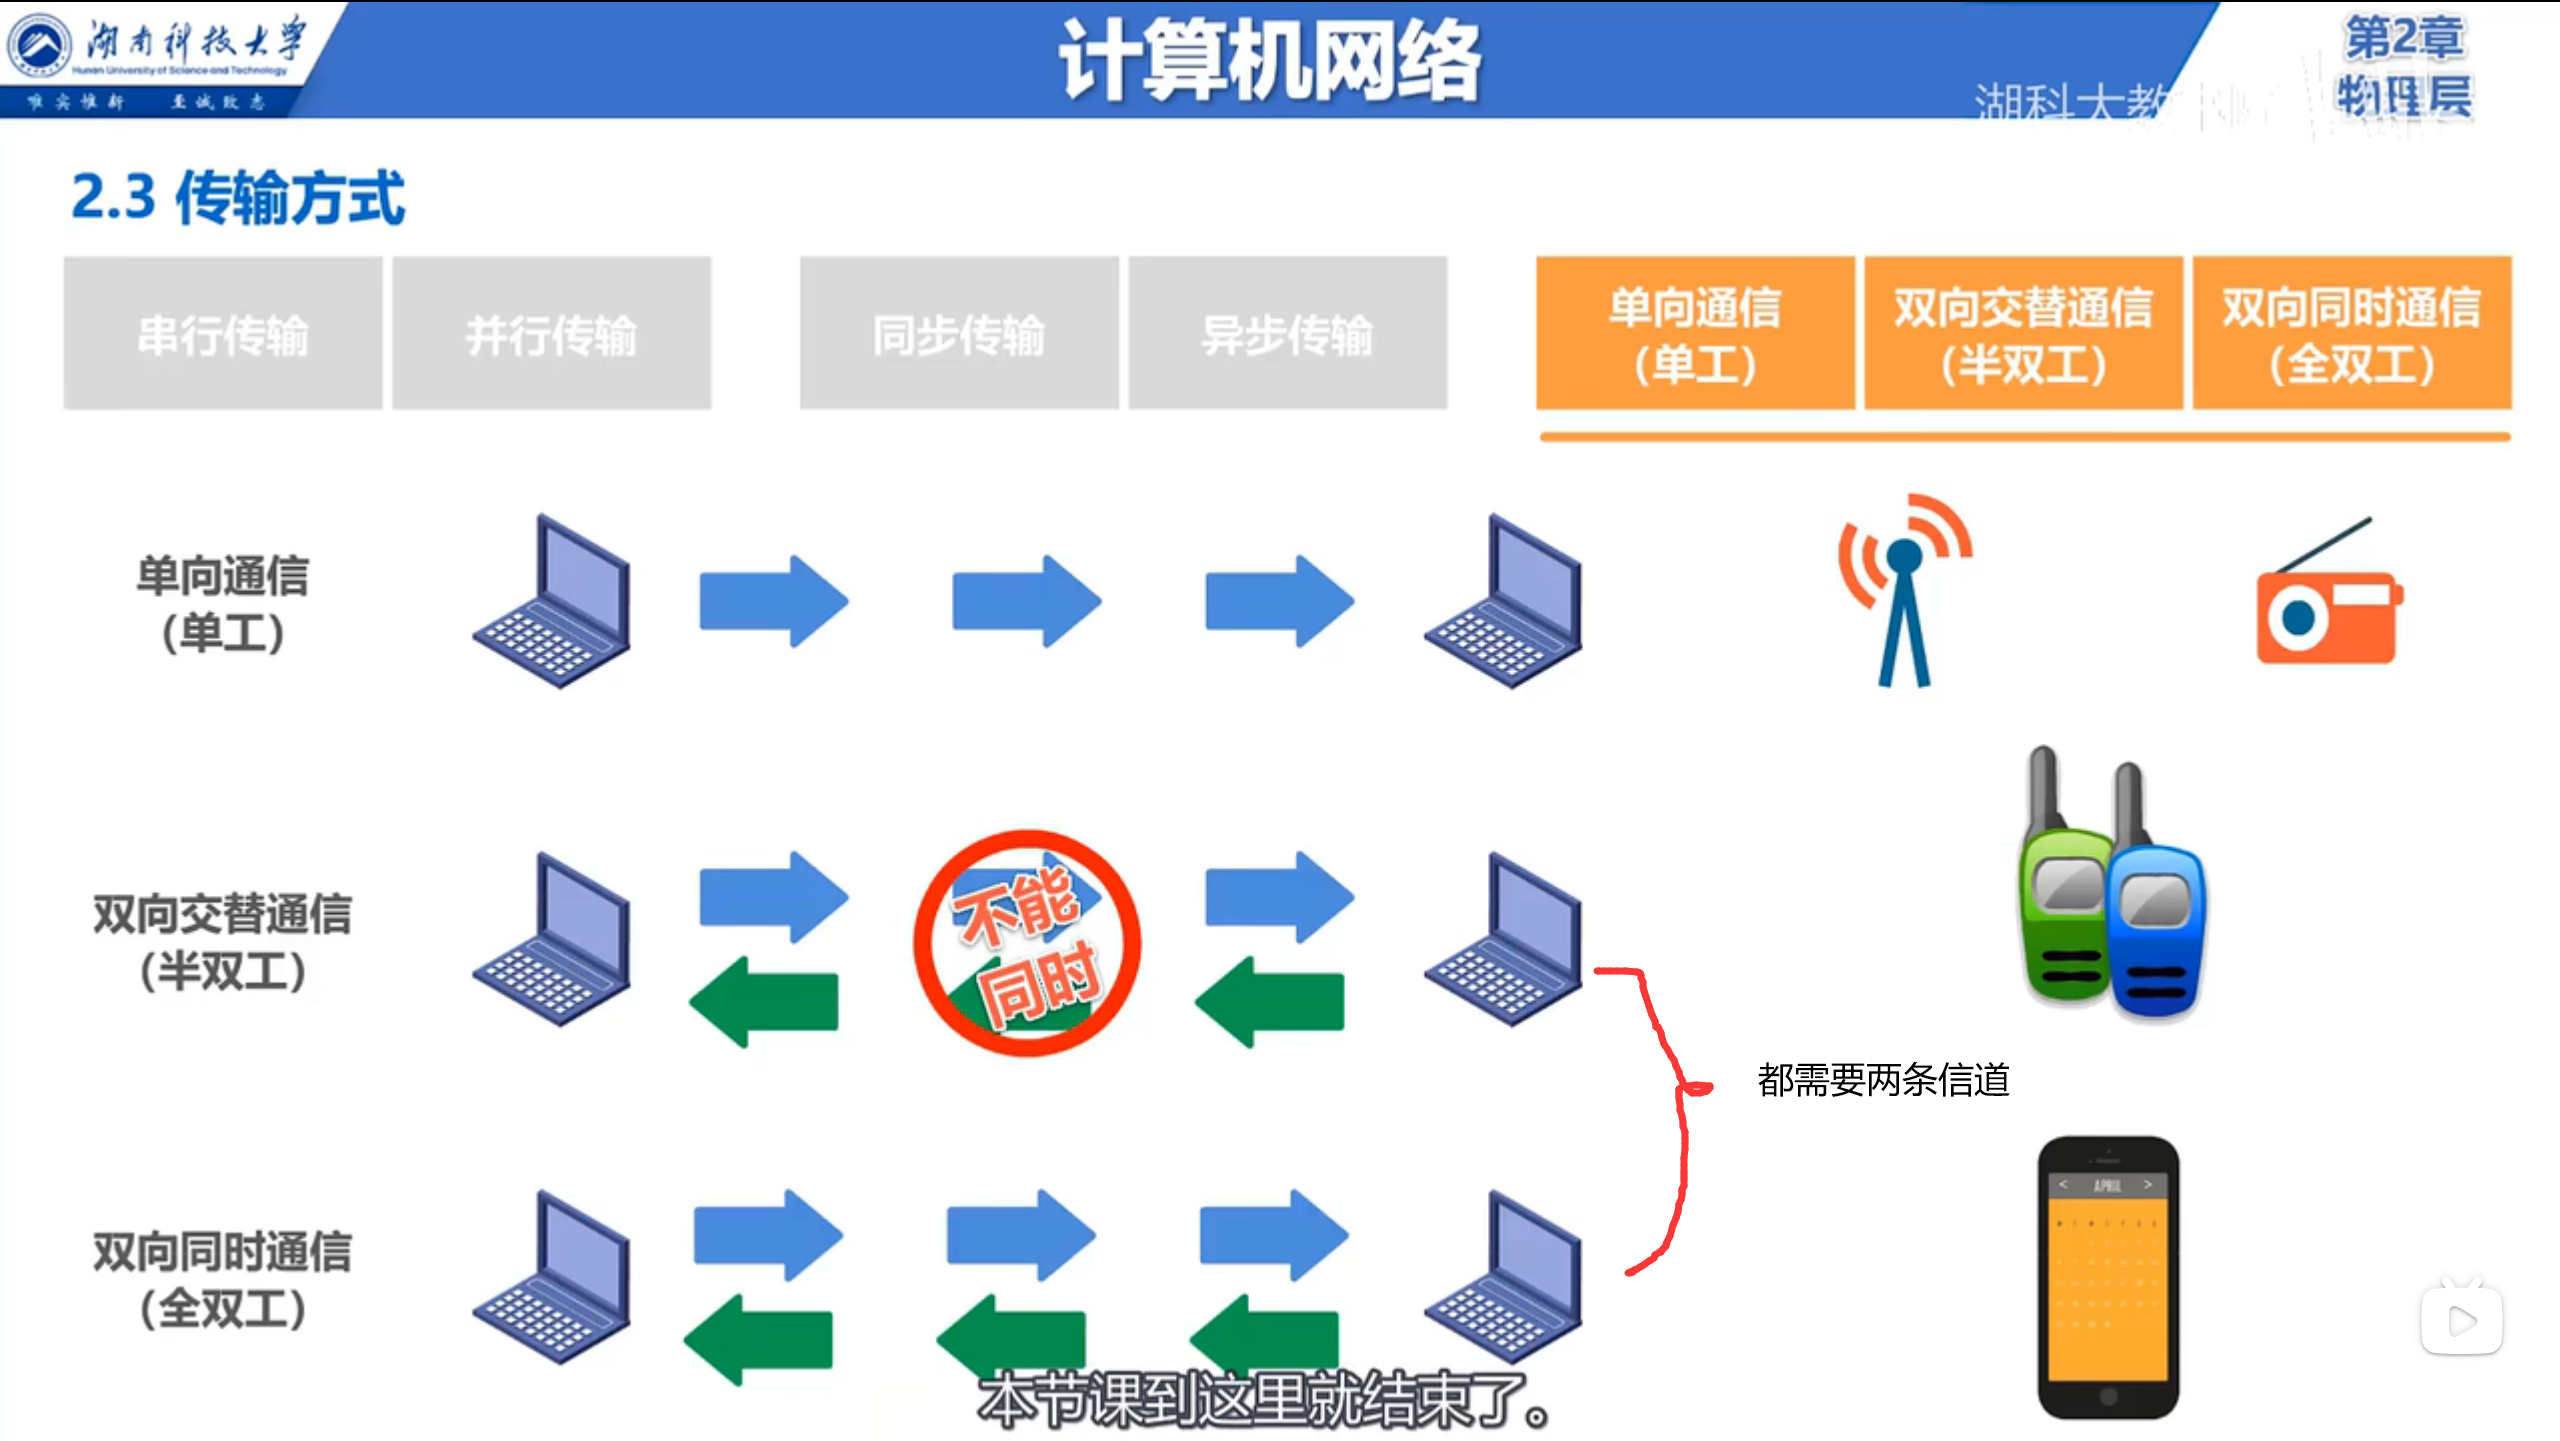 湖南科技大学
Hunan University of Science and Technology
唯实惟新 至诚致志
计算机网络
第2章
物理层
湖科大教
2.3 传输方式
串行传输
并行传输
同步传输
异步传输
单向通信
（单工）
双向交替通信
（半双工）
双向同时通信
（全双工）
单向通信
（单工）
双向交替通信
（半双工）
不能
同时
都需要两条信道
双向同时通信
（全双工）
< APRIL >
本节课到这里就结束了。